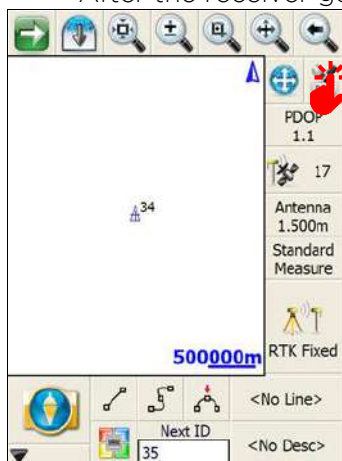 After the receiver g
PDOP
1.1
17
34
Antenna
1.500m
Standard
Measure
RTK Fixed
500000m
<No Line>
Next ID
35
<No Desc>